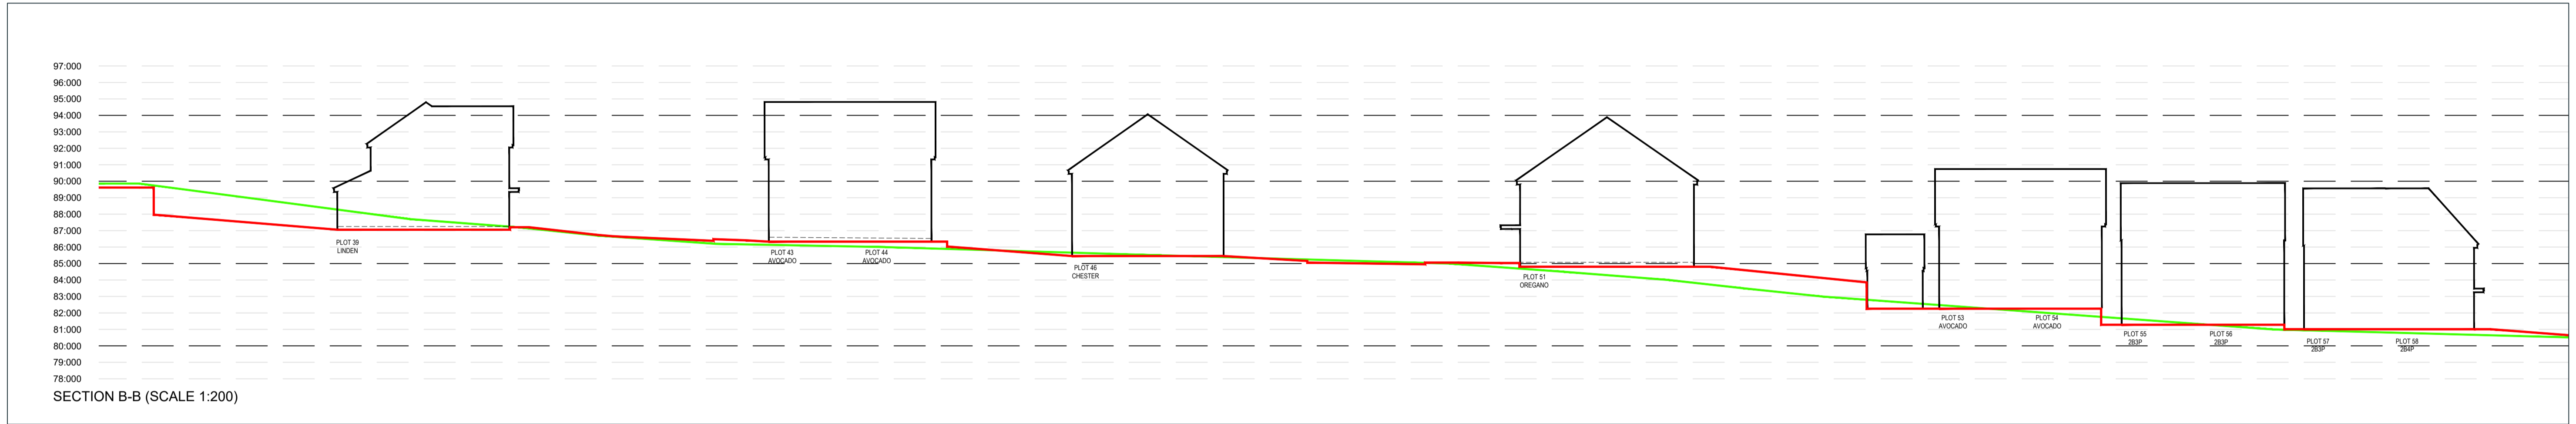 97:000
96:000
95:000
94:000
93:000
92:000
91:000
90:000
89:000
88:000
87:000
86:000
85:000
84:000
83:000
82:000
81:000
80:000
79:000
78:000
PLOT 39
LINDEN
PLOT 43
AVOCADO
PLOT 44
AVOCADO
PLOT 46
CHESTER
PLOT 51
OREGANO
PLOT 53
AVOCADO
PLOT 54
AVOCADO
PLOT 55
2B3P
PLOT 56
2B3P
PLOT 57
2B3P
PLOT 58
2B4P
SECTION B-B (SCALE 1:200)